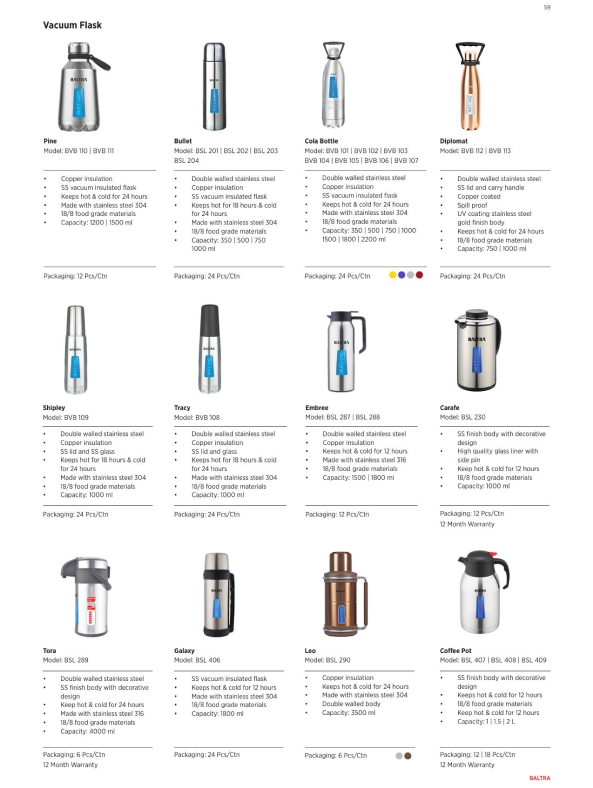 59
Vacuum Flask
Pine
Model: BVB 110 | BVB 111
• Copper insulation
• SS vacuum insulated flask
• Keeps hot & cold for 24 hours
• Made with stainless steel 304
• 18/8 food grade materials
• Capacity: 1200 | 1500 ml
Packaging: 12 Pcs/Ctn
Bullet
Model: BSL 201 | BSL 202 | BSL 203
BSL 204
• Double walled stainless steel
• Copper insulation
• SS vacuum insulated flask
• Keeps hot for 18 hours & cold
for 24 hours
• Made with stainless steel 304
• 18/8 food grade materials
• Capacity: 350 | 500 | 750
1000 ml
Packaging: 24 Pcs/Ctn
Cola Bottle
Model: BVB 101 | BVB 102 | BVB 103
BVB 104 | BVB 105 | BVB 106 | BVB 107
• Double walled stainless steel
• Copper insulation
• SS vacuum insulated flask
• Keeps hot & cold for 24 hours
• Made with stainless steel 304
• 18/8 food grade materials
• Capacity: 350 | 500 | 750 | 1000
1500 | 1800 | 2200 ml
Packaging: 24 Pcs/Ctn
Diplomat
Model: BVB 112 | BVB 113
• Double walled stainless steel
• SS lid and carry handle
• Copper coated
• Spill proof
• UV coating stainless steel
gold finish body
• Keeps hot & cold for 24 hours
• 18/8 food grade materials
• Capacity: 750 | 1000 ml
Packaging: 24 Pcs/Ctn
Shipley
Model: BVB 109
• Double walled stainless steel
• Copper insulation
• SS lid and SS glass
• Keeps hot for 18 hours & cold
for 24 hours
• Made with stainless steel 304
• 18/8 food grade materials
• Capacity: 1000 ml
Packaging: 24 Pcs/Ctn
Tracy
Model: BVB 108
• Double walled stainless steel
• Copper insulation
• SS lid and glass
• Keeps hot for 18 hours & cold
for 24 hours
• Made with stainless steel 304
• 18/8 food grade materials
• Capacity: 1000 ml
Packaging: 24 Pcs/Ctn
Embree
Model: BSL 287 | BSL 288
• Double walled stainless steel
• Copper insulation
• Keeps hot & cold for 12 hours
• Made with stainless steel 316
• 18/8 food grade materials
• Capacity: 1500 | 1800 ml
Packaging: 12 Pcs/Ctn
Carafe
Model: BSL 230
• SS finish body with decorative
design
• High quality glass liner with
side pin
• Keep hot & cold for 12 hours
• 18/8 food grade materials
• Capacity: 1000 ml
Packaging: 12 Pcs/Ctn
12 Month Warranty
Tora
Model: BSL 289
• Double walled stainless steel
• SS finish body with decorative
design
• Keep hot & cold for 24 hours
• Made with stainless steel 316
• 18/8 food grade materials
• Capacity: 4000 ml
Packaging: 6 Pcs/Ctn
12 Month Warranty
Galaxy
Model: BSL 406
• SS vacuum insulated flask
• Keeps hot & cold for 12 hours
• Made with stainless steel 304
• 18/8 food grade materials
• Capacity: 1800 ml
Packaging: 24 Pcs/Ctn
Leo
Model: BSL 290
• Copper insulation
• Keeps hot & cold for 24 hours
• Made with stainless steel 304
• Double walled body
• Capacity: 3500 ml
Packaging: 6 Pcs/Ctn
Coffee Pot
Model: BSL 407 | BSL 408 | BSL 409
• SS finish body with decorative
design
• Keeps hot & cold for 12 hours
• 18/8 food grade materials
• Keep hot & cold for 12 hours
• Capacity: 1 | 1.5 | 2 L
Packaging: 12 | 18 Pcs/Ctn
12 Month Warranty
BALTRA